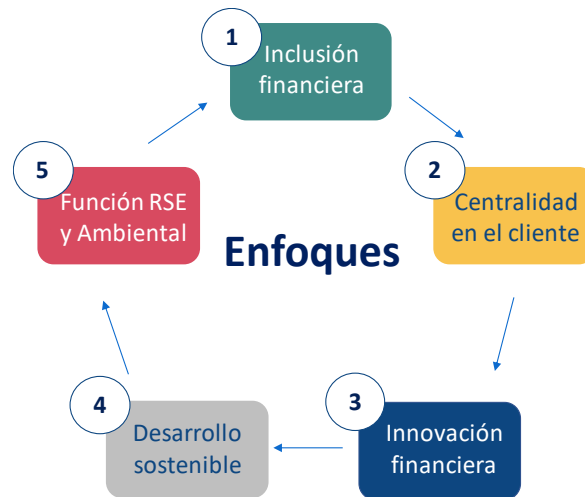 1
Inclusión
financiera
2
Centralidad
en el cliente
3
Innovación
financiera
4
Desarrollo
sostenible
5
Función RSE
y Ambiental
Enfoques